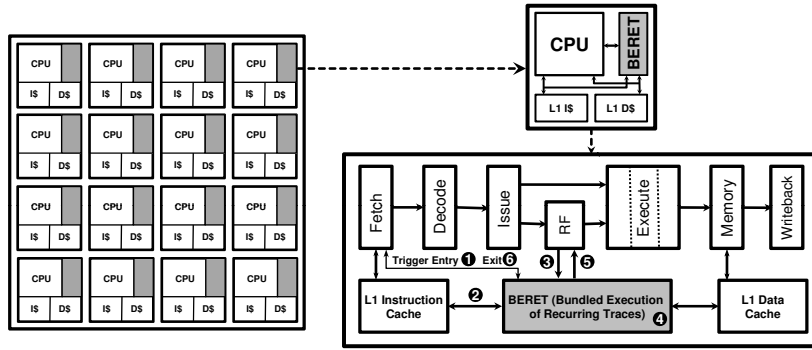 CPU CPU CPU CPU
I$ D$ I$ D$ I$ D$ I$ D$
CPU CPU CPU CPU
I$ D$ I$ D$ I$ D$ I$ D$
CPU CPU CPU CPU
I$ D$ I$ D$ I$ D$ I$ D$
CPU CPU CPU CPU
I$ D$ I$ D$ I$ D$ I$ D$
CPU
BERET
L1 I$ L1 D$
Fetch
Decode
Issue
RF
Execute
Memory
Writeback
Trigger Entry ❶ Exit ❻
❸ ❺
L1 Instruction
Cache
❷
BERET (Bundled Execution
of Recurring Traces) ❹
L1 Data
Cache